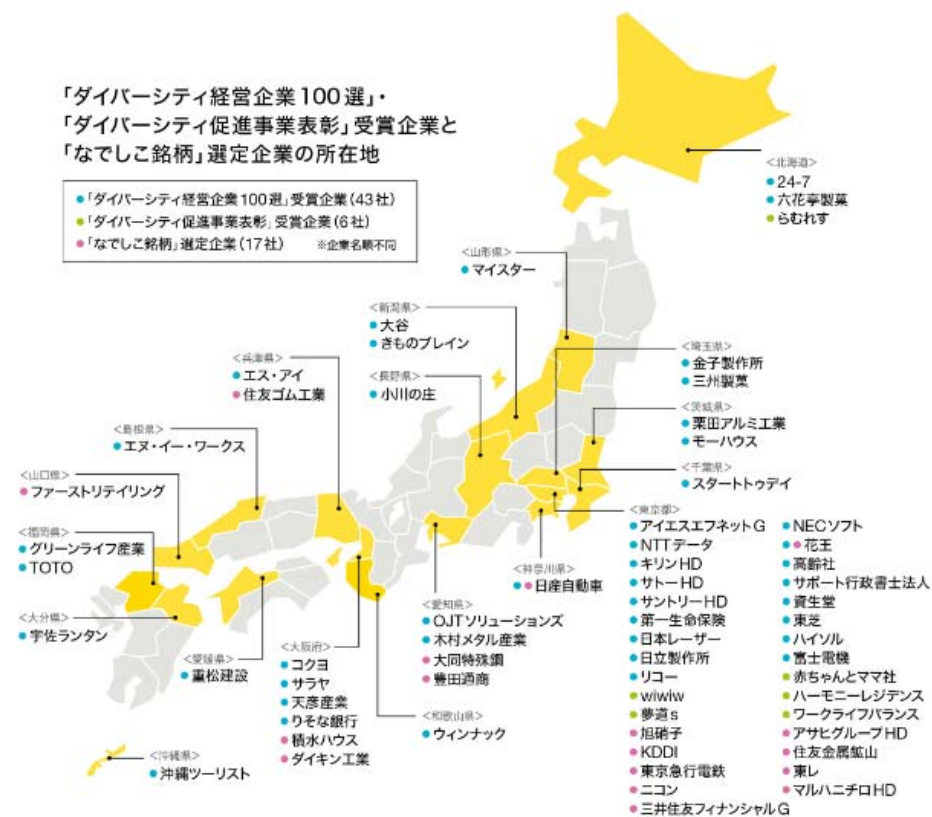 「ダイバーシティ経営企業100選」・
「ダイバーシティ促進事業表彰」受賞企業と
「なでしこ銘柄」選定企業の所在地
●「ダイバーシティ経営企業100選」受賞企業(43社)
●「ダイバーシティ促進事業表彰」受賞企業(6社)
●「なでしこ銘柄」選定企業(17社) ※企業名順不同
<北海道>
●24-7
●六花亭製菓
●らむれす
<山形県>
●マイスター
<新潟県>
●大谷
●きものブレイン
<長野県>
●小川の庄
<兵庫県>
●エス・アイ
●住友ゴム工業
<島根県>
●エヌ・イー・ワークス
<山口県>
●ファーストリテイリング
<福岡県>
●グリーンライフ産業
●TOTO
<大分県>
●宇佐ランタン
<愛媛県>
●重松建設
<沖縄県>
●沖縄ツーリスト
<大阪府>
●コクヨ
●サラヤ
●天彦産業
●りそな銀行
●積水ハウス
●ダイキン工業
<和歌山県>
●ウィンナック
<愛知県>
●OJTソリューションズ
●木村メタル産業
●大同特殊鋼
●豊田通商
<神奈川県>
●●日産自動車
<埼玉県>
●金子製作所
●三州製菓
<茨城県>
●栗田アルミ工業
●モーハウス
<千葉県>
●スタートトゥデイ
<東京都>
●アイエスエフネットG
●NTTデータ
●キリンHD
●サトーHD
●サントリーHD
●第一生命保険
●日本レーザー
●日立製作所
●リコー
●wiwiw
●夢道s
●旭硝子
●KDDI
●東京急行電鉄
●ニコン
●三井住友フィナンシャルG
●NECソフト
●●花王
●高齢社
●サポート行政書士法人
●資生堂
●東芝
●ハイソル
●富士電機
●赤ちゃんとママ社
●ハーモニーレジデンス
●ワークライフバランス
●アサヒグループHD
●住友金属鉱山
●東レ
●マルハニチロHD